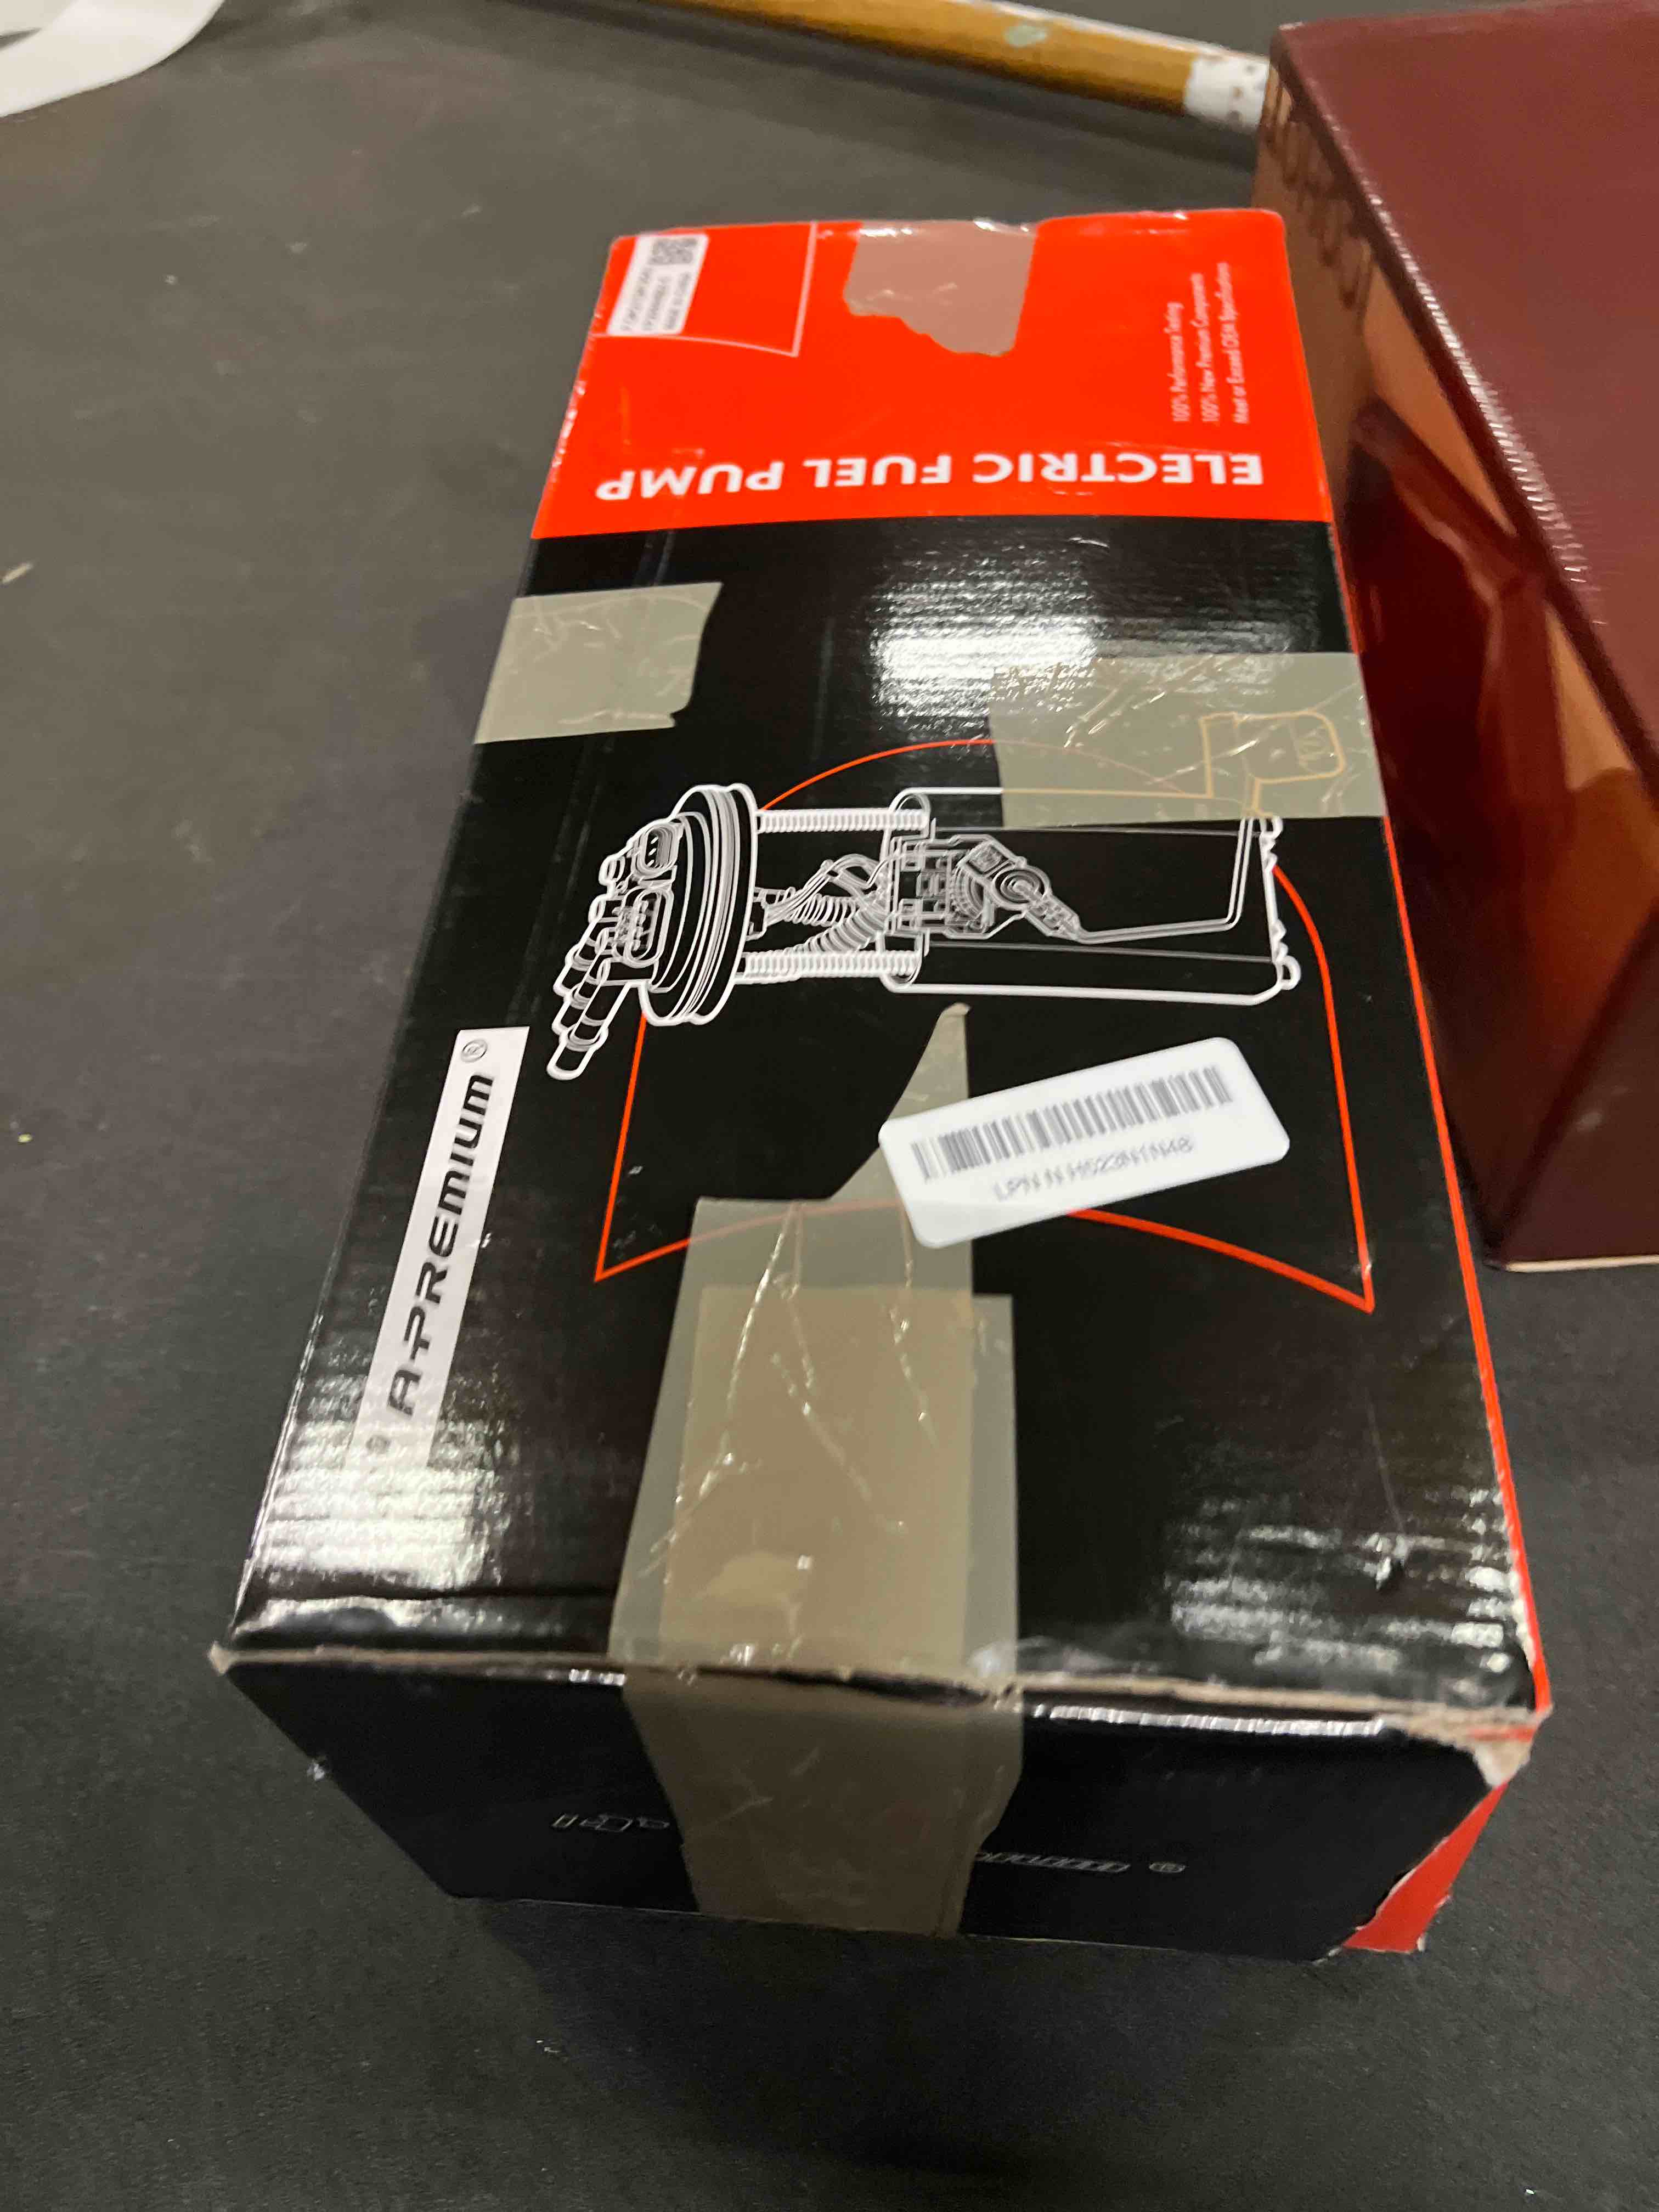 ELECTRIC FUEL PUMP
100% Performance Testing
100% New Premium Components
Meet or Exceed OEM Specifications
A-PREMIUM®